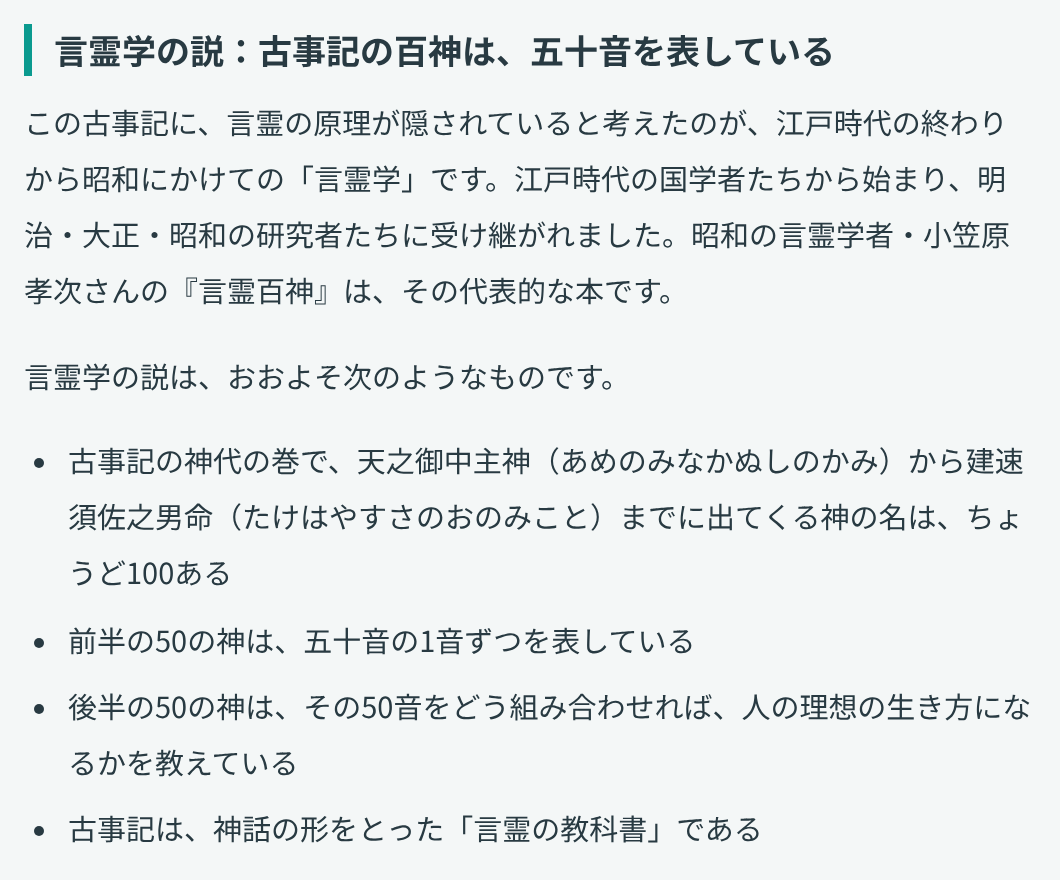 言霊学の説：古事記の百神は、五十音を表している
この古事記に、言霊の原理が隠されていると考えたのが、江戸時代の終わり
から昭和にかけての「言霊学」です。江戸時代の国学者たちから始まり、明
治・大正・昭和の研究者たちに受け継がれました。昭和の言霊学者・小笠原
孝次さんの『言霊百神』は、その代表的な本です。
言霊学の説は、おおよそ次のようなものです。
• 古事記の神代の巻で、天之御中主神（あめのみなかぬしのかみ）から建速
須佐之男命（たけはやすさのおのみこと）までに出てくる神の名は、ちょ
うど100ある
• 前半の50の神は、五十音の1音ずつを表している
• 後半の50の神は、その50音をどう組み合わせれば、人の理想の生き方にな
るかを教えている
• 古事記は、神話の形をとった「言霊の教科書」である